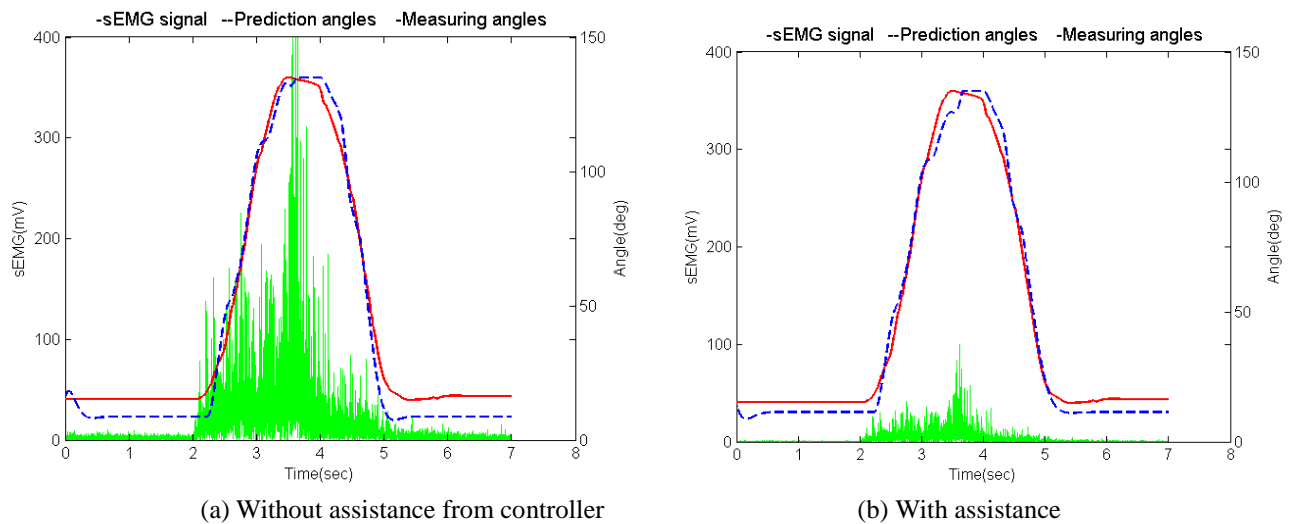 -sEMG signal --Prediction angles -Measuring angles
400
300
200
100
0
sEMG(mV)
150
100
50
0
Angle(deg)
0 1 2 3 4 5 6 7 8
Time(sec)
(a) Without assistance from controller
-sEMG signal --Prediction angles -Measuring angles
400
300
200
100
0
sEMG(mV)
150
100
50
0
Angle(deg)
0 1 2 3 4 5 6 7 8
Time(sec)
(b) With assistance